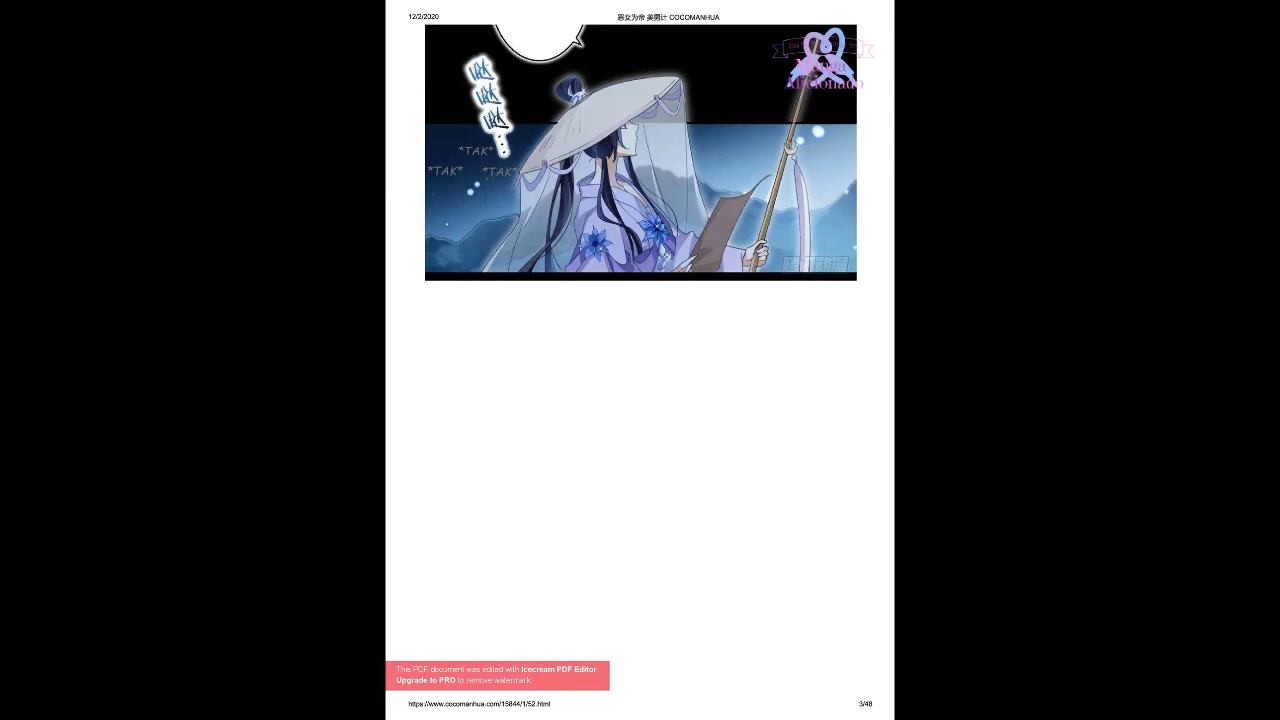 12/2/2020
恶女为帝 美男计 COCOMANHUA
哒
哒
哒
...
*TAK*
*TAK*
*TAK*
Manga
Aficionado
This PDF document was edited with Icecream PDF Editor.
Upgrade to PRO to remove watermark.
https://www.cocomanhua.com/15844/1/52.html
3/48